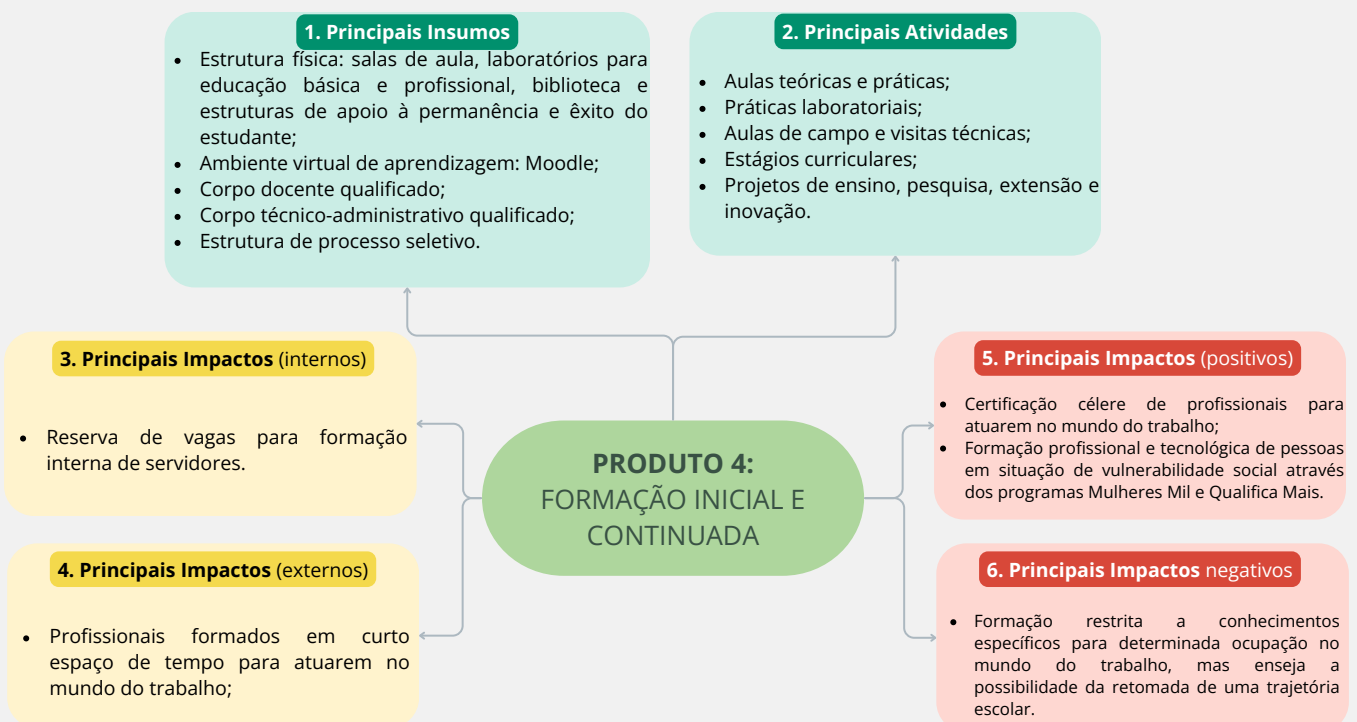 1. Principais Insumos
• Estrutura física: salas de aula, laboratórios para
educação básica e profissional, biblioteca e
estruturas de apoio à permanência e êxito do
estudante;
• Ambiente virtual de aprendizagem: Moodle;
• Corpo docente qualificado;
• Corpo técnico-administrativo qualificado;
• Estrutura de processo seletivo.
2. Principais Atividades
• Aulas teóricas e práticas;
• Práticas laboratoriais;
• Aulas de campo e visitas técnicas;
• Estágios curriculares;
• Projetos de ensino, pesquisa, extensão e
inovação.
3. Principais Impactos (internos)
• Reserva de vagas para formação
interna de servidores.
4. Principais Impactos (externos)
• Profissionais formados em curto
espaço de tempo para atuarem no
mundo do trabalho;
PRODUTO 4:
FORMAÇÃO INICIAL E
CONTINUADA
5. Principais Impactos (positivos)
• Certificação célere de profissionais para
atuarem no mundo do trabalho;
• Formação profissional e tecnológica de pessoas
em situação de vulnerabilidade social através
dos programas Mulheres Mil e Qualifica Mais.
6. Principais Impactos negativos
• Formação restrita a conhecimentos
específicos para determinada ocupação no
mundo do trabalho, mas enseja a
possibilidade da retomada de uma trajetória
escolar.